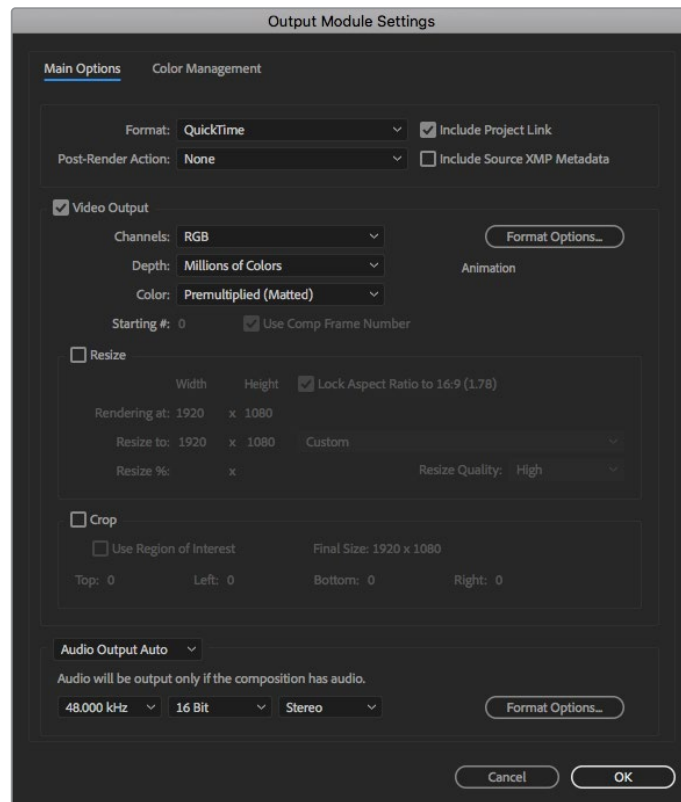 Output Module Settings
Main Options Color Management
Format: QuickTime Include Project Link
Post-Render Action: None Include Source XMP Metadata
Video Output
Channels: RGB Format Options...
Depth: Millions of Colors Animation
Color: Premultiplied (Matted)
Starting #: 0 Use Comp Frame Number
Resize
Width Height Lock Aspect Ratio to 16:9 (1.78)
Rendering at: 1920 x 1080
Resize to: 1920 x 1080 Custom
Resize %: x Resize Quality: High
Crop
Use Region of Interest Final Size: 1920 x 1080
Top: 0 Left: 0 Bottom: 0 Right: 0
Audio Output Auto
Audio will be output only if the composition has audio.
48.000 kHz 16 Bit Stereo Format Options...
Cancel OK